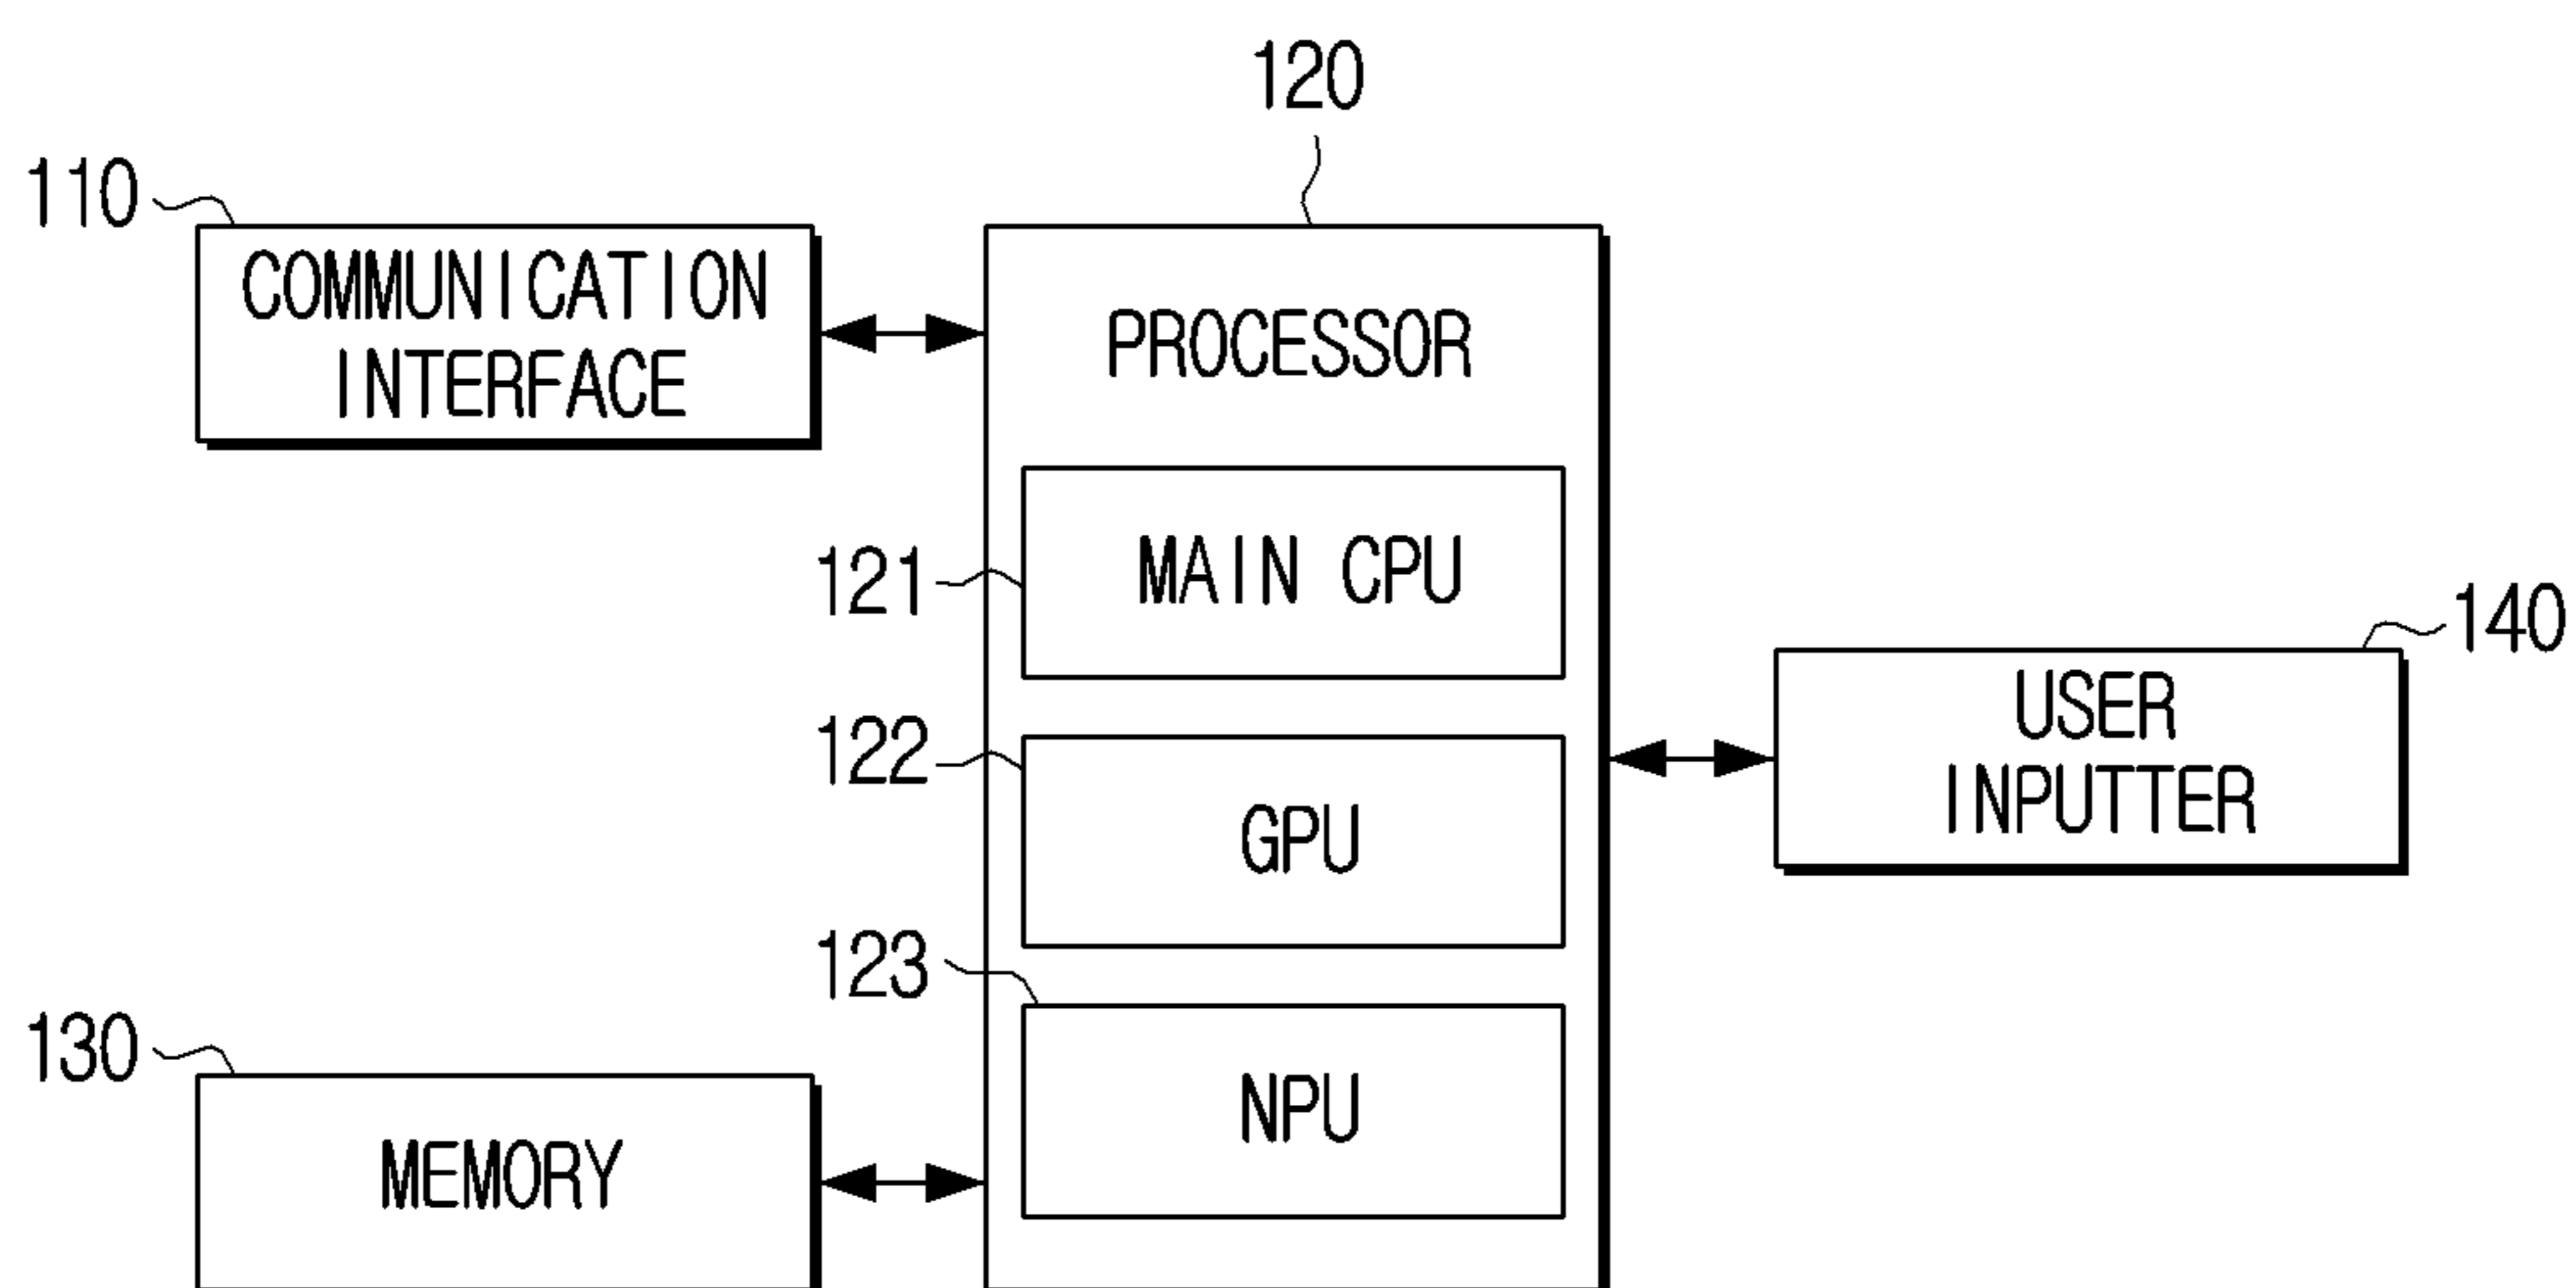 120
110
COMMUNICATION
INTERFACE
PROCESSOR
121
MAIN CPU
122
GPU
123
NPU
130
MEMORY
140
USER
INPUTTER